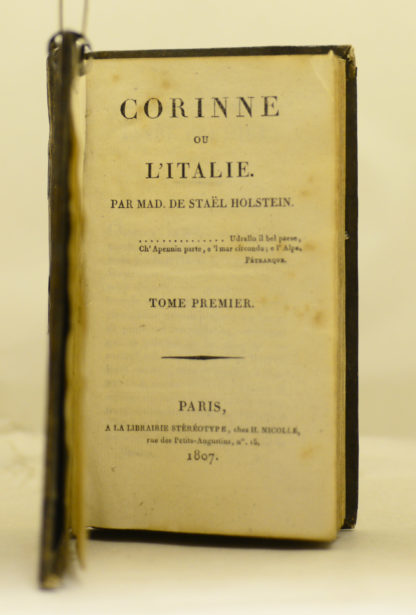 CORINNE
OU
L'ITALIE.
PAR MAD. DE STAËL HOLSTEIN.
............... Udrallo il bel paese,
Ch' Apennin parte, e 'l mar circonda; e l' Alpe.
PÉTRARQUE.
TOME PREMIER.
PARIS,
A LA LIBRAIRIE STÉRÉOTYPE, chez H. NICOLLE,
rue des Petits-Augustins, n°. 15,
1807.